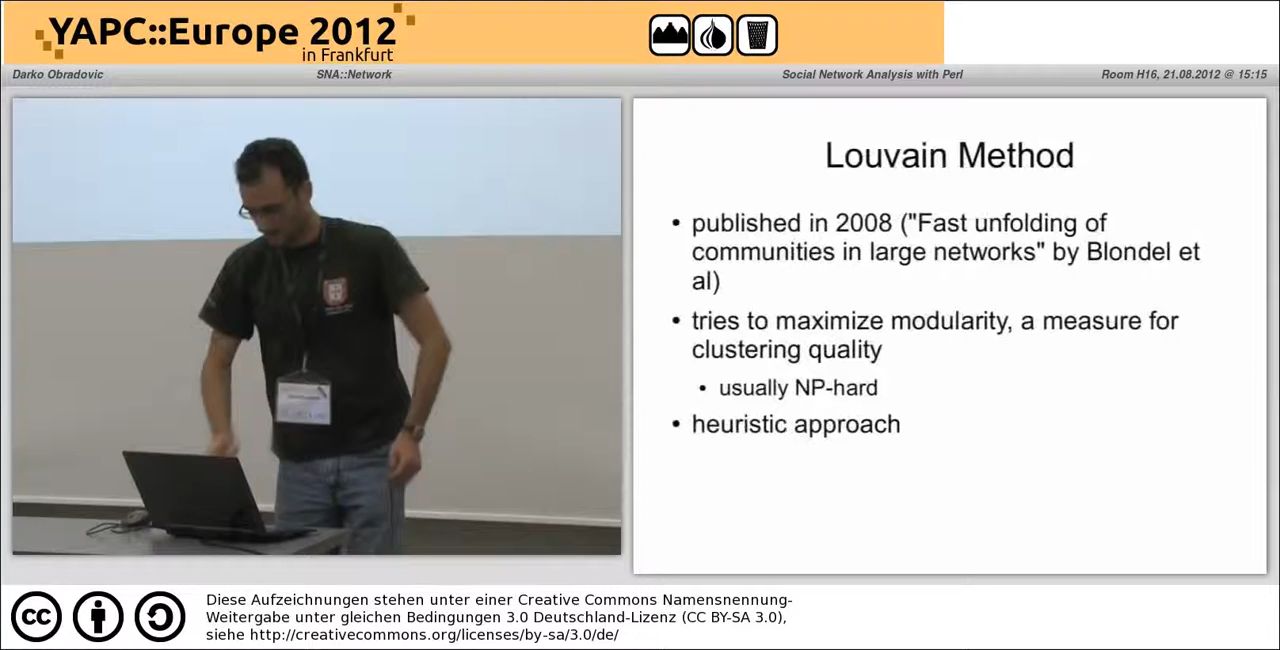 YAPC::Europe 2012
in Frankfurt
Darko Obradovic
SNA::Network
Social Network Analysis with Perl
Room H16, 21.08.2012 @ 15:15
Louvain Method
• published in 2008 ("Fast unfolding of
communities in large networks" by Blondel et
al)
• tries to maximize modularity, a measure for
clustering quality
• usually NP-hard
• heuristic approach
cc
Diese Aufzeichnungen stehen unter einer Creative Commons Namensnennung-
Weitergabe unter gleichen Bedingungen 3.0 Deutschland-Lizenz (CC BY-SA 3.0),
siehe http://creativecommons.org/licenses/by-sa/3.0/de/